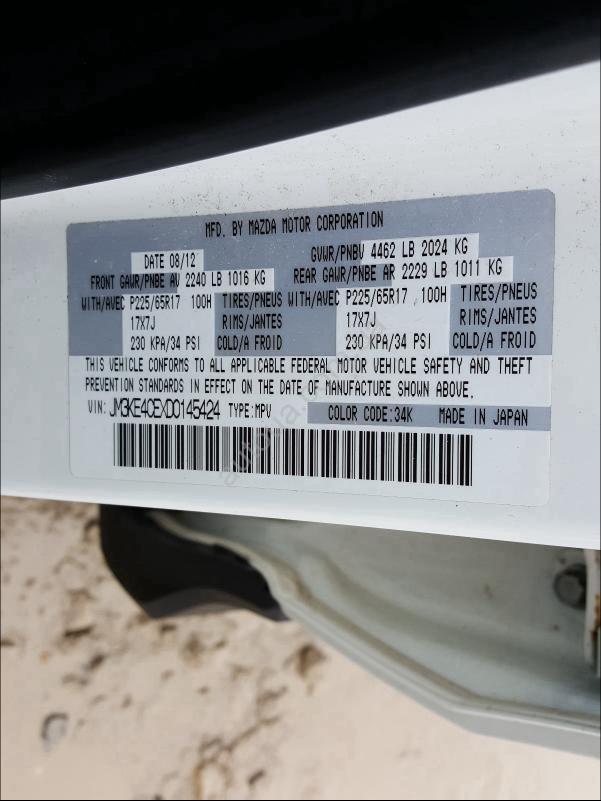 MFD. BY MAZDA MOTOR CORPORATION
DATE 08/12 GVWR/PNBV 4462 LB 2024 KG
FRONT GAWR/PNBE AV 2240 LB 1016 KG REAR GAWR/PNBE AR 2229 LB 1011 KG
WITH/AVEC P225/65R17 100H TIRES/PNEUS WITH/AVEC P225/65R17 100H TIRES/PNEUS
17X7J RIMS/JANTES 17X7J RIMS/JANTES
230 KPA/34 PSI COLD/A FROID 230 KPA/34 PSI COLD/A FROID
THIS VEHICLE CONFORMS TO ALL APPLICABLE FEDERAL MOTOR VEHICLE SAFETY AND THEFT
PREVENTION STANDARDS IN EFFECT ON THE DATE OF MANUFACTURE SHOWN ABOVE.
VIN: JM3KE4CEXD0145424 TYPE:MPV COLOR CODE:34K MADE IN JAPAN